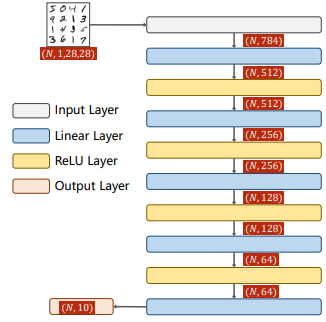 5 0 4 1
9 2 1 3
1 4 3 5
3 6 1 7
(N, 1,28,28)
(N, 784)
(N, 512)
(N, 512)
(N, 256)
(N, 256)
(N, 128)
(N, 128)
(N, 64)
(N, 64)
Input Layer
Linear Layer
ReLU Layer
Output Layer
(N, 10)